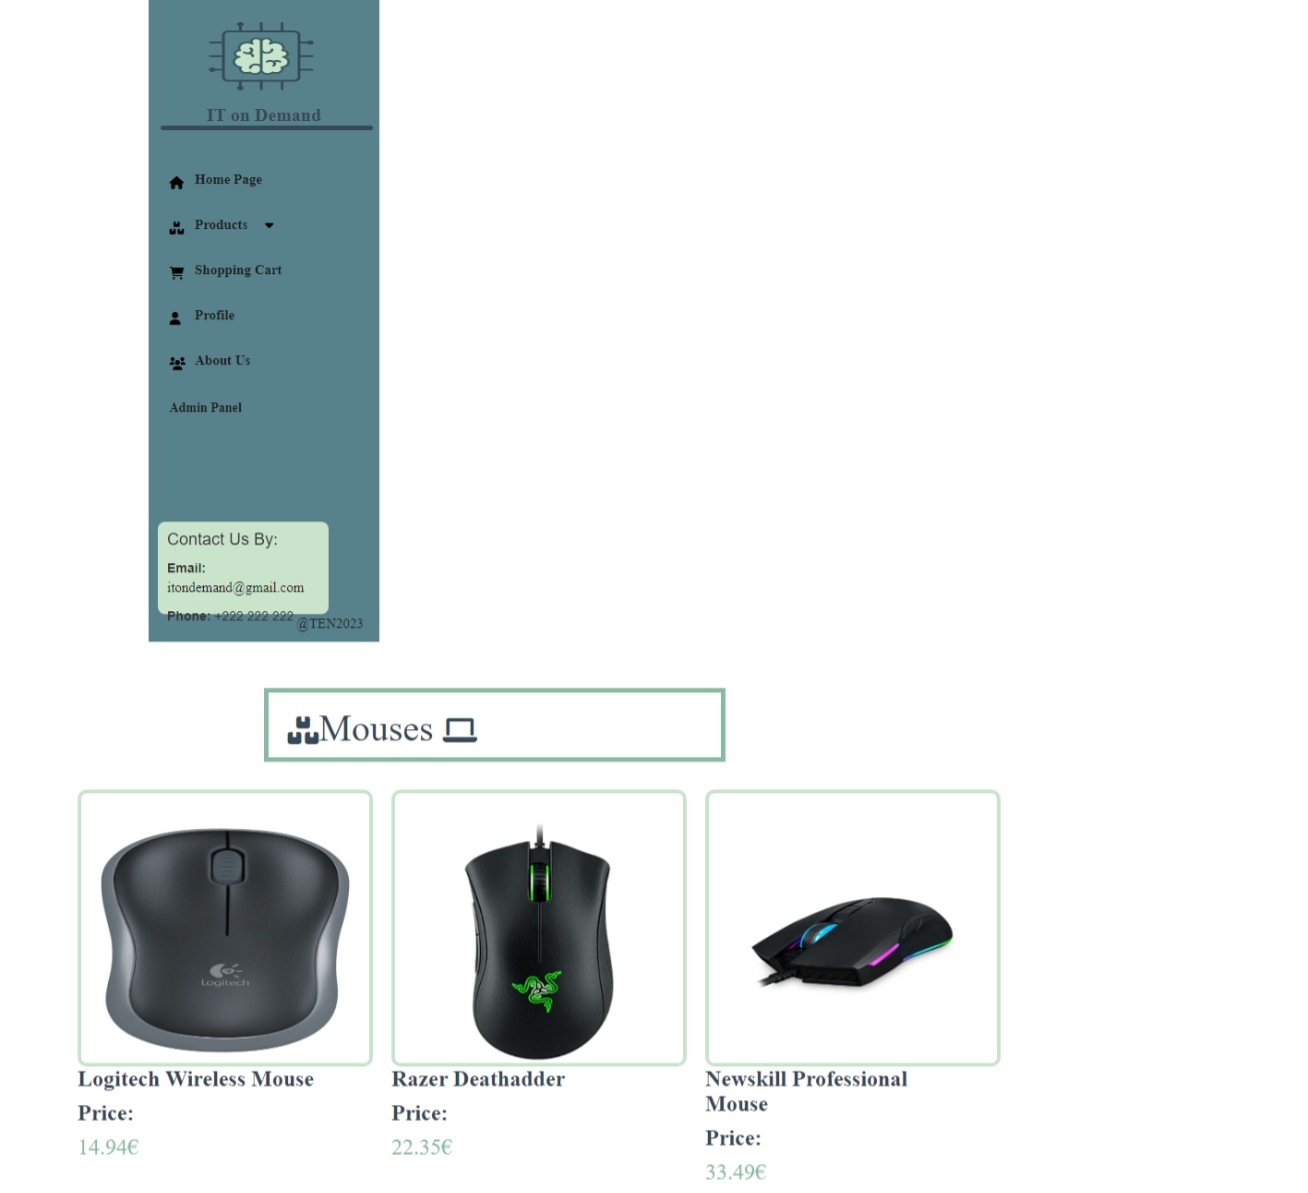 IT on Demand
Home Page
Products
Shopping Cart
Profile
About Us
Admin Panel
Contact Us By:
Email:
itondemand@gmail.com
Phone: +222 222 222
@TEN2023
Mouses
Logitech
Logitech Wireless Mouse
Price:
14.94€
Razer Deathadder
Price:
22.35€
Newskill Professional
Mouse
Price:
33.49€